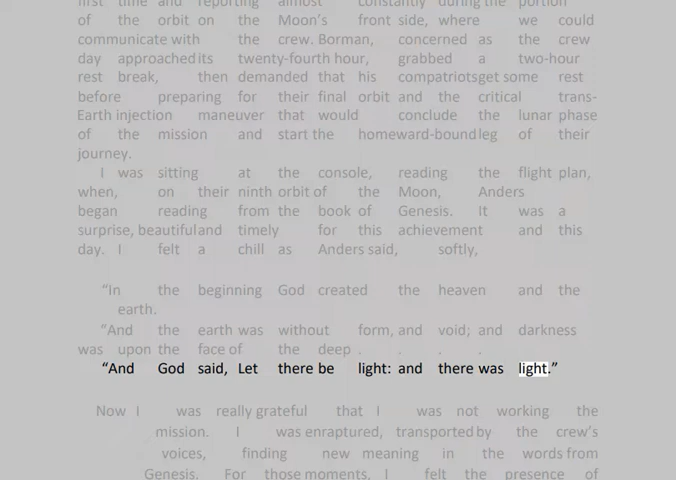 first time and reporting almost constantly during the portion
of the orbit on the Moon’s front side, where we could
communicate with the crew. Borman, concerned as the crew
day approached its twenty-fourth hour, grabbed a two-hour
rest break, then demanded that his compatriots get some rest
before preparing for their final orbit and the critical trans-
Earth injection maneuver that would conclude the lunar phase
of the mission and start the homeward-bound leg of their
journey.
I was sitting at the console, reading the flight plan,
when, on their ninth orbit of the Moon, Anders
began reading from the book of Genesis. It was a
surprise, beautiful and timely for this achievement and this
day. I felt a chill as Anders said, softly,
“In the beginning God created the heaven and the
earth.
“And the earth was without form, and void; and darkness
was upon the face of the deep . . . .
“And God said, Let there be light: and there was light.”
Now I was really grateful that I was not working the
mission. I was enraptured, transported by the crew’s
voices, finding new meaning in the words from
Genesis. For those moments, I felt the presence of